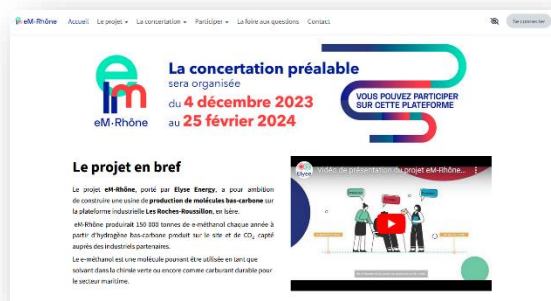 eM-Rhône Accueil Le projet La concertation Participer La foire aux questions Contact Se connecter
eM-Rhône
La concertation préalable
sera organisée
du 4 décembre 2023
au 25 février 2024
VOUS POUVEZ PARTICIPER
SUR CETTE PLATEFORME
Le projet en bref
Le projet eM-Rhône, porté par Elyse Energy, a pour ambition
de construire une usine de production de molécules bas-carbone sur
la plateforme industrielle Les Roches-Roussillon, en Isère.
eM-Rhône produirait 150 000 tonnes de e-méthanol chaque année à
partir d'hydrogène bas-carbone produit sur le site et de CO₂ capté
auprès des industriels partenaires.
Le e-méthanol est une molécule pouvant être utilisée en tant que
solvant dans la chimie verte ou encore comme carburant durable pour
le secteur maritime.
Elyse
Vidéo de présentation du projet eM-Rhône...